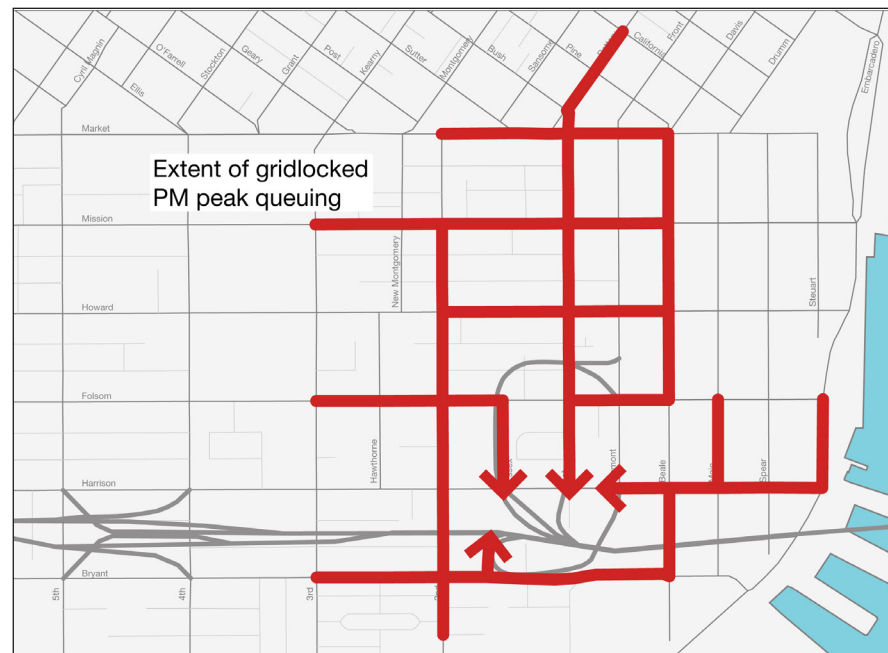 Cyril Magnin
O'Farrell
Ellis
Stockton
Geary
Grant
Post
Kearny
Sutter
Montgomery
Bush
Sansome
Pine
California
Front
Davis
Drumm
Embarcadero
Market
Extent of gridlocked
PM peak queuing
Mission
New Montgomery
Howard
Steuart
Folsom
Hawthorne
Beale
Spear
Harrison
Bryant
5th
4th
3rd